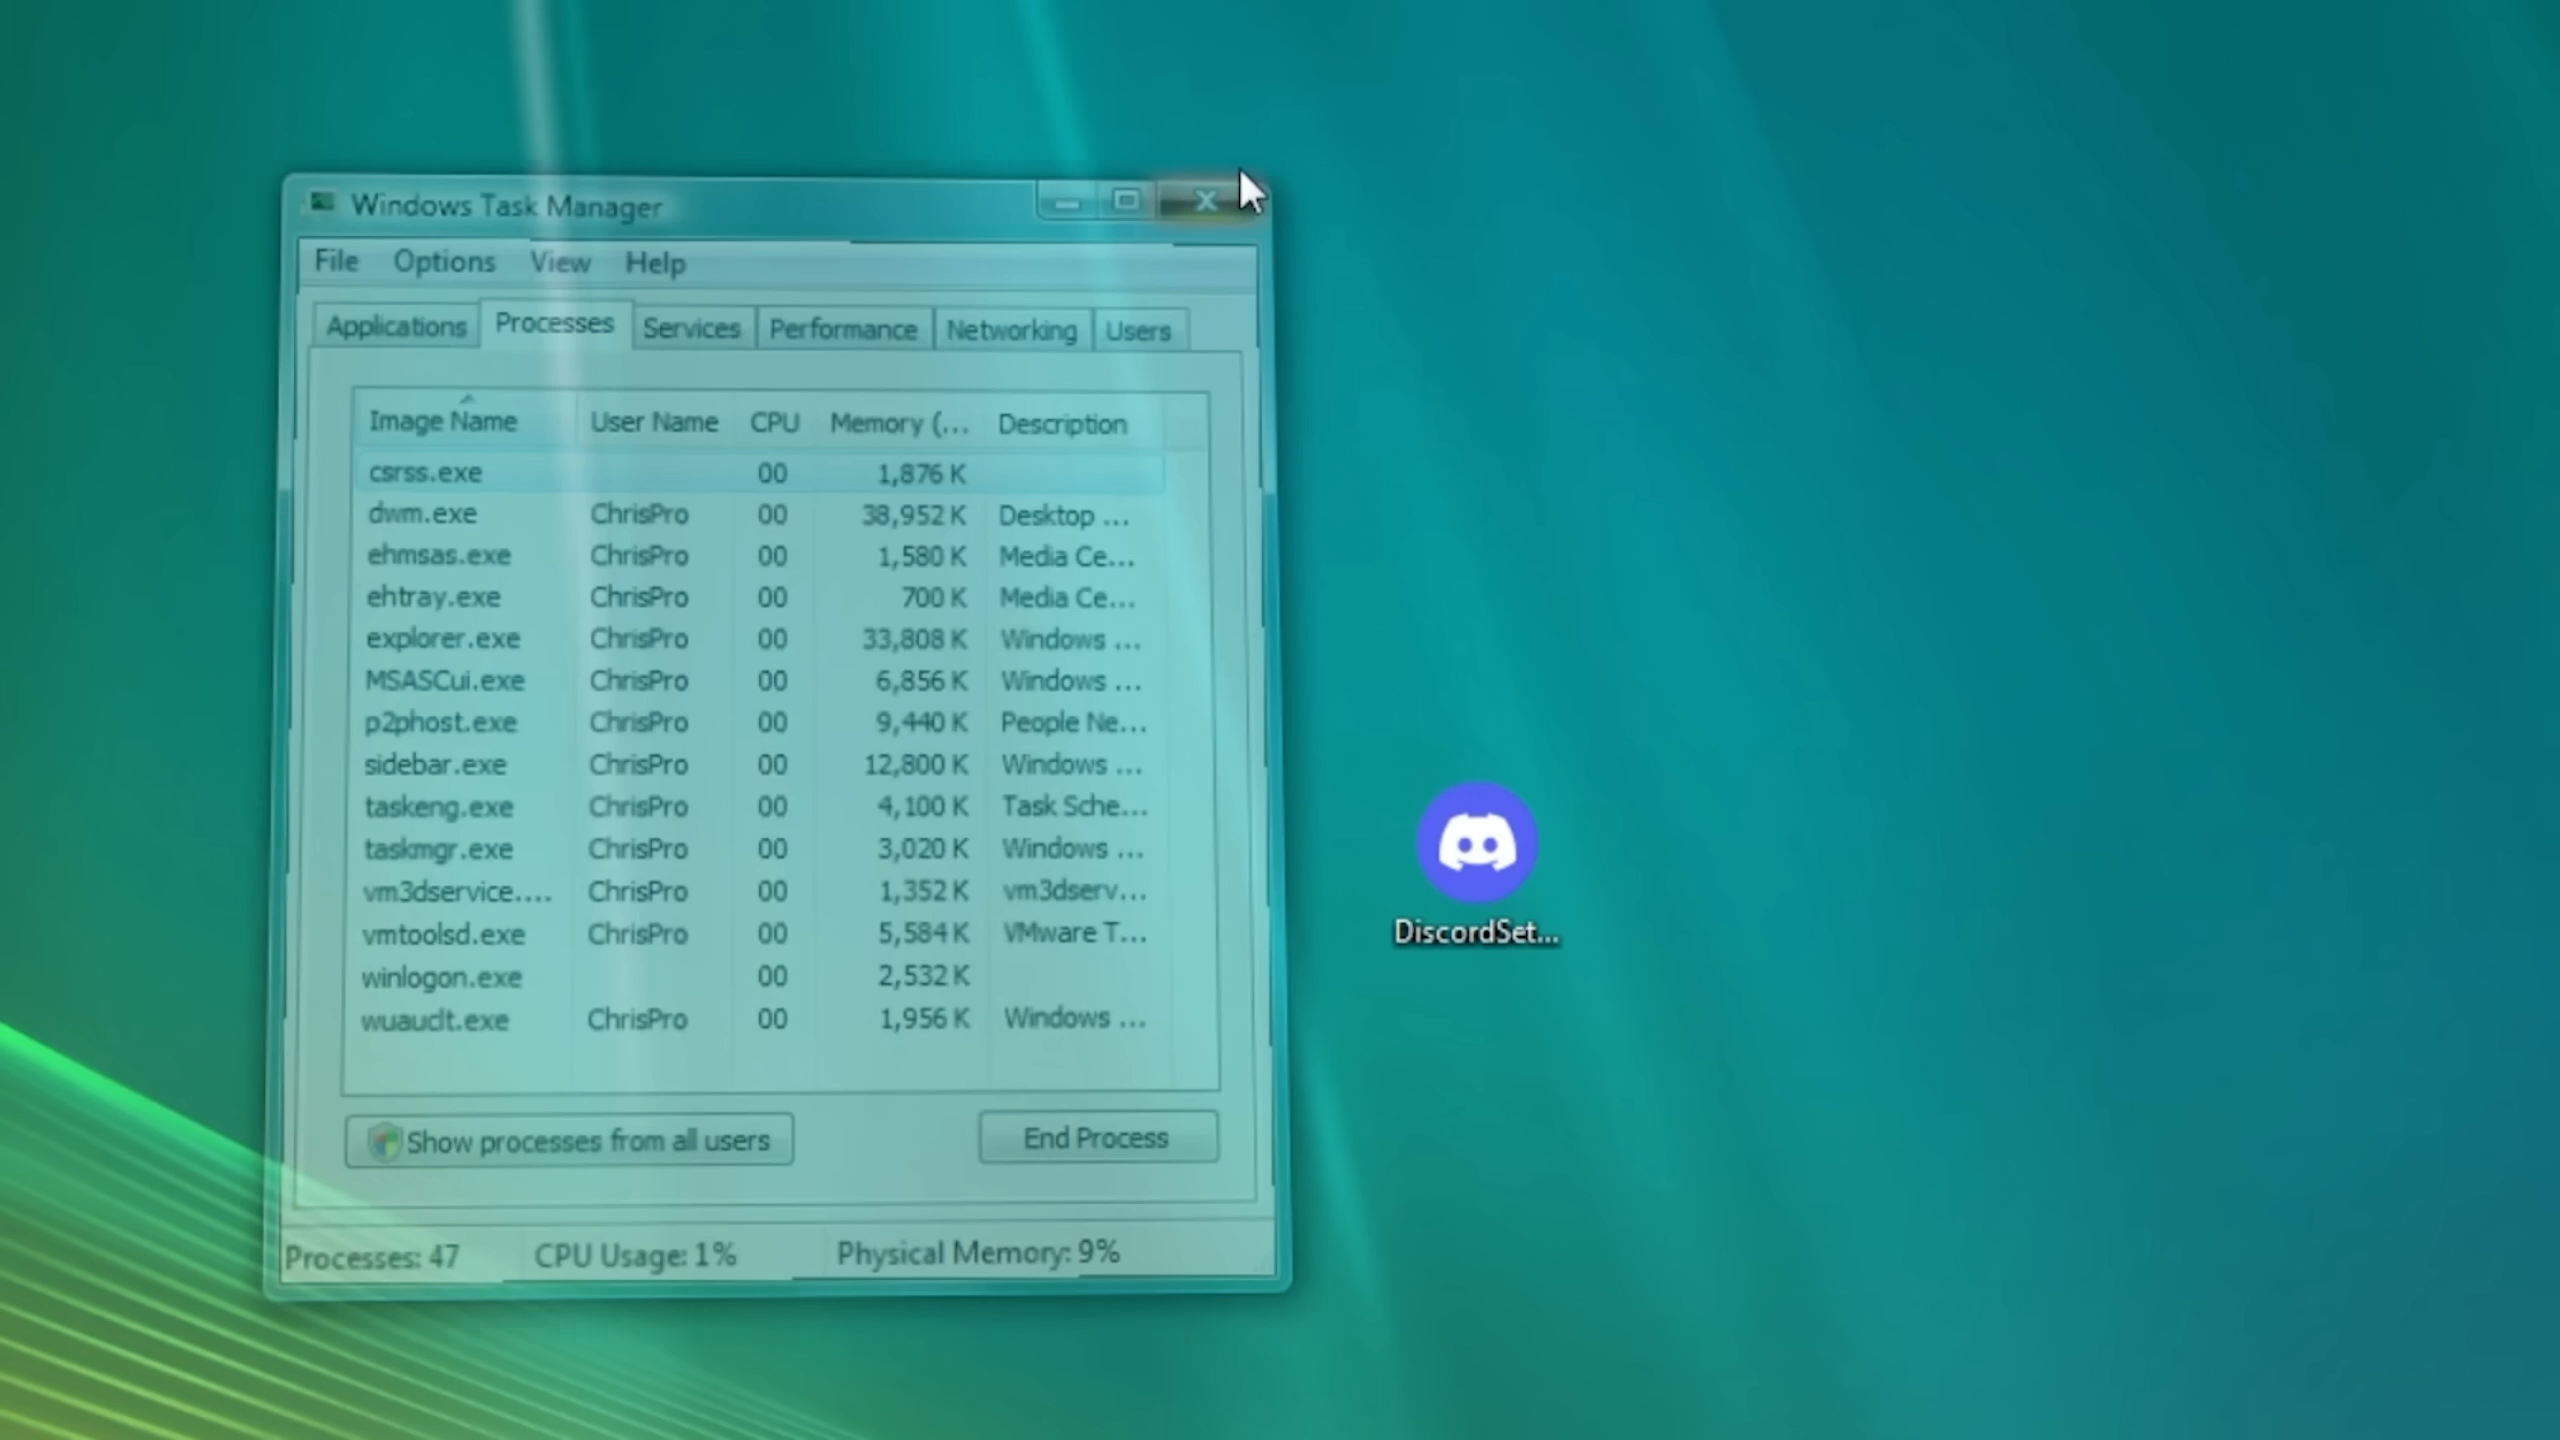 Windows Task Manager
File Options View Help
Applications Processes Services Performance Networking Users
Image Name User Name CPU Memory (... Description
csrss.exe 00 1,876 K
dwm.exe ChrisPro 00 38,952 K Desktop ...
ehmsas.exe ChrisPro 00 1,580 K Media Ce...
ehtray.exe ChrisPro 00 700 K Media Ce...
explorer.exe ChrisPro 00 33,808 K Windows ...
MSASCui.exe ChrisPro 00 6,856 K Windows ...
p2phost.exe ChrisPro 00 9,440 K People Ne...
sidebar.exe ChrisPro 00 12,800 K Windows ...
taskeng.exe ChrisPro 00 4,100 K Task Sche...
taskmgr.exe ChrisPro 00 3,020 K Windows ...
vm3dservice.... ChrisPro 00 1,352 K vm3dserv...
vmtoolsd.exe ChrisPro 00 5,584 K VMware T...
winlogon.exe 00 2,532 K
wuauclt.exe ChrisPro 00 1,956 K Windows ...
Show processes from all users End Process
Processes: 47 CPU Usage: 1% Physical Memory: 9%
DiscordSet...